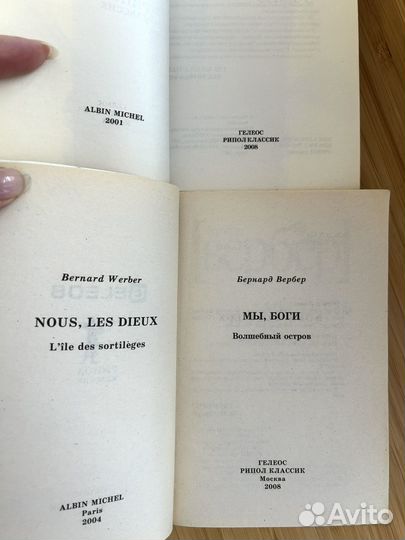 ALBIN MICHEL
2001
ГЕЛЕОС
РИПОЛ КЛАССИК
2008
Bernard Werber
NOUS, LES DIEUX
L'île des sortilèges
ALBIN MICHEL
Paris
2004
Бернард Вербер
МЫ, БОГИ
Волшебный остров
ГЕЛЕОС
РИПОЛ КЛАССИК
Москва
2008
Avito